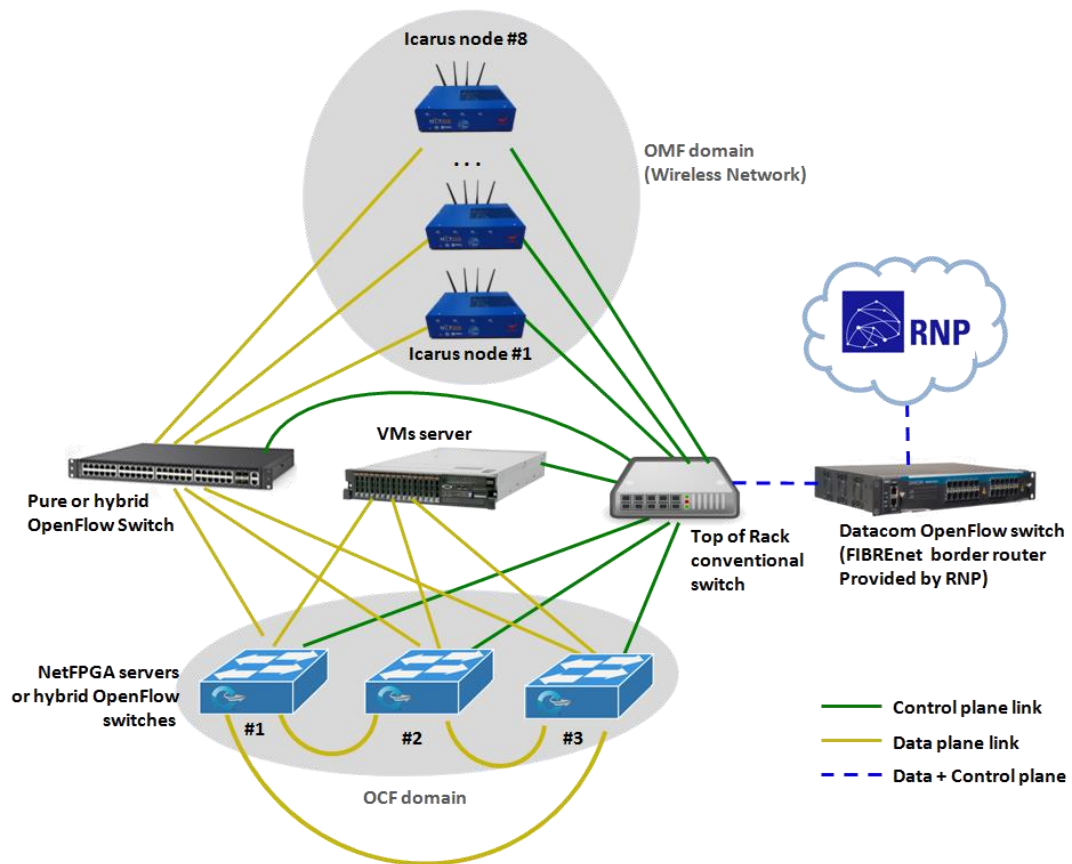 Icarus node #8
OMF domain
(Wireless Network)
. . .
Icarus node #1
RNP
VMs server
Pure or hybrid
OpenFlow Switch
Top of Rack
conventional
switch
Datacom OpenFlow switch
(FIBREnet border router
Provided by RNP)
NetFPGA servers
or hybrid OpenFlow
switches
#1
#2
#3
OCF domain
Control plane link
Data plane link
Data + Control plane